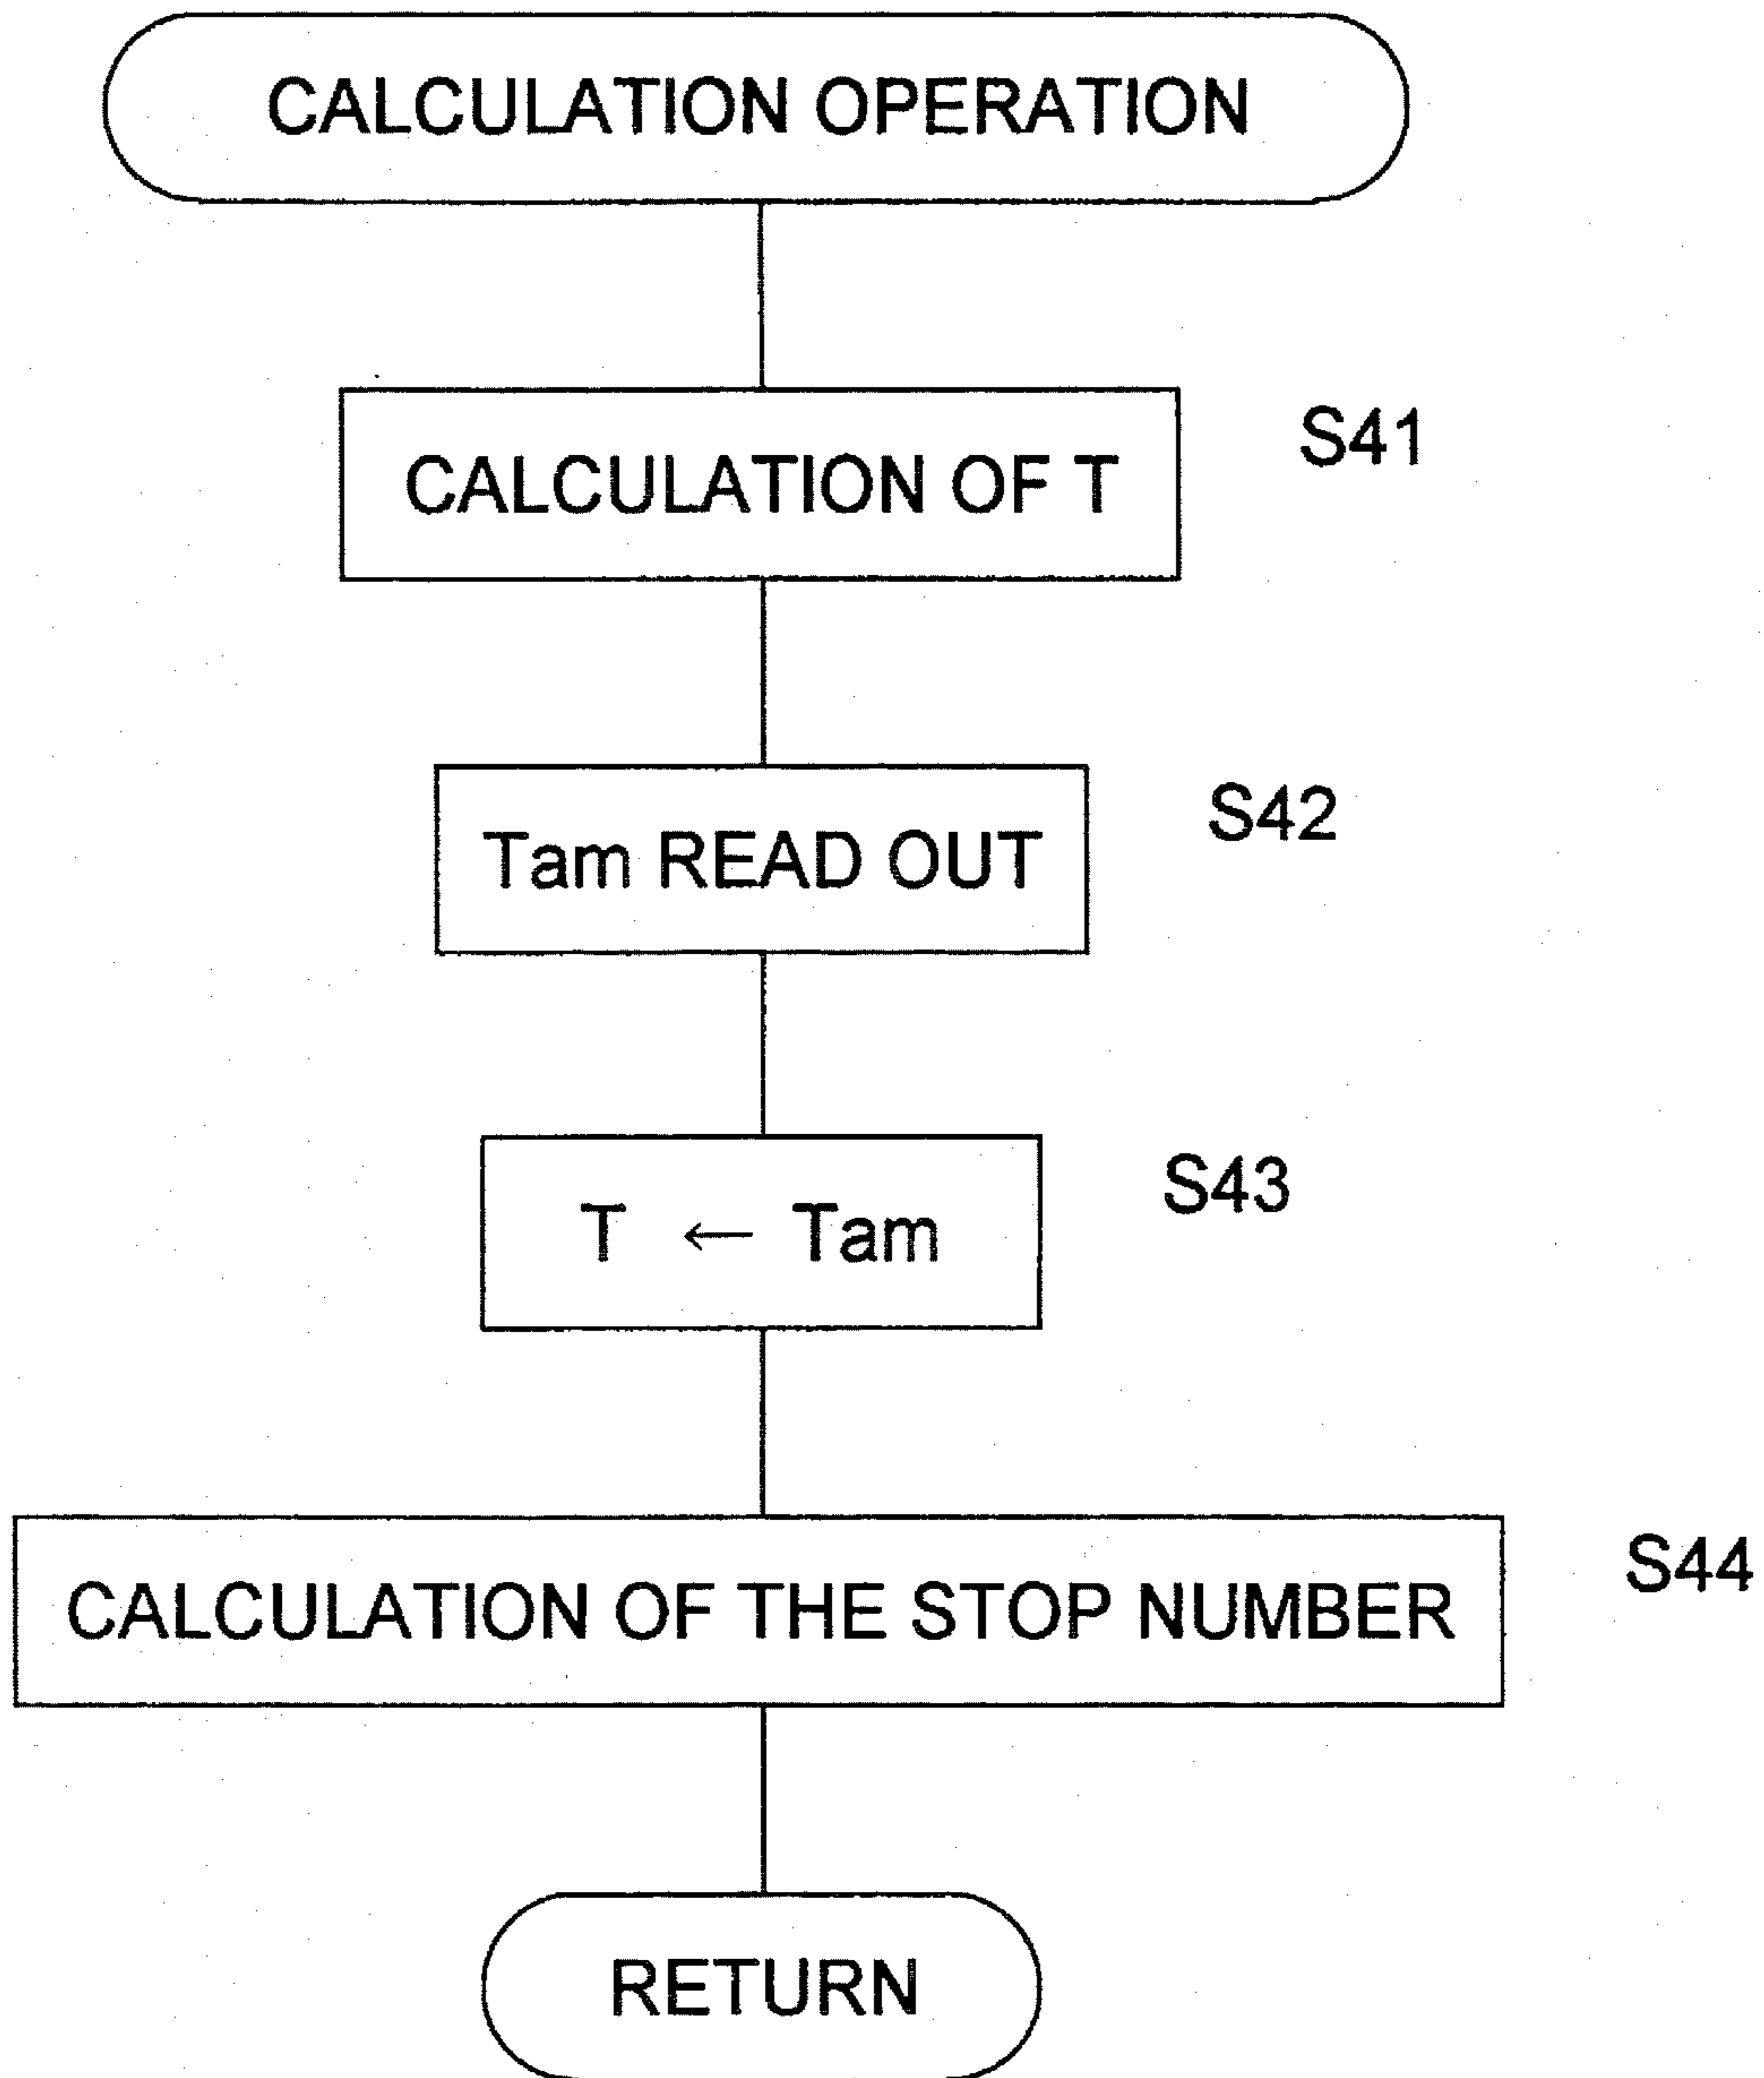 CALCULATION OPERATION
CALCULATION OF T
S41
Tam READ OUT
S42
T ← Tam
S43
CALCULATION OF THE STOP NUMBER
S44
RETURN